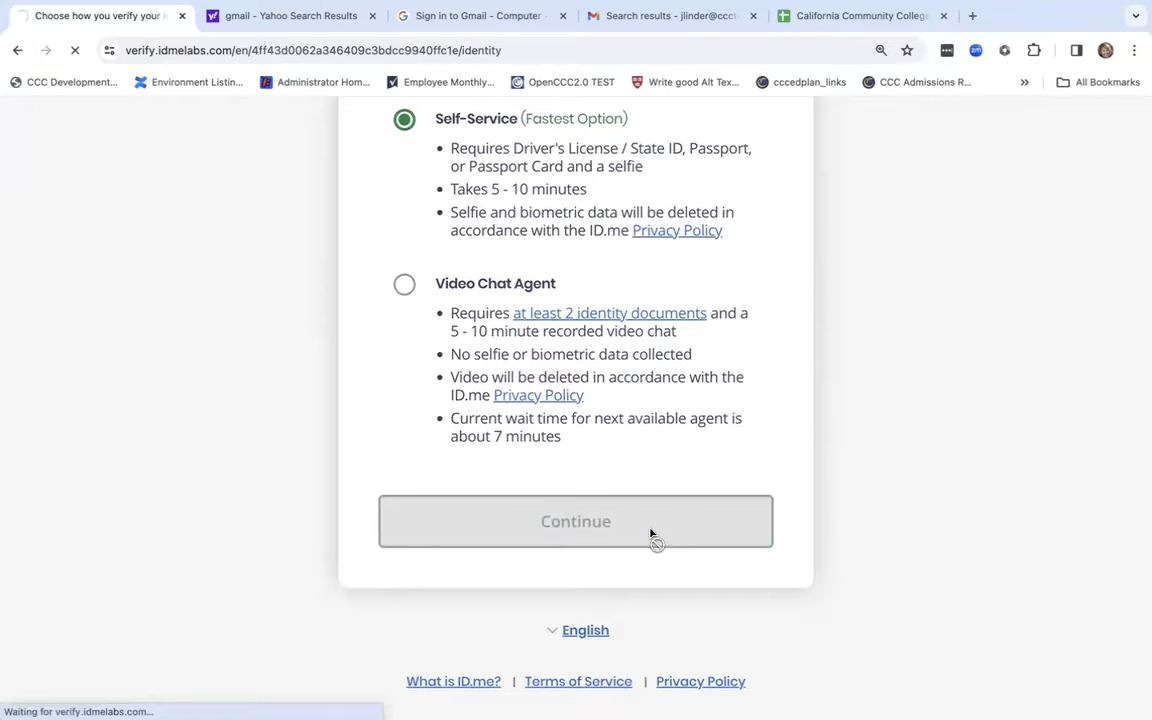 Choose how you verify your i
gmail - Yahoo Search Results
Sign in to Gmail - Computer -
Search results - jlinder@ccct
California Community Colleg
verify.idmelabs.com/en/4ff43d0062a346409c3bdcc9940ffc1e/identity
CCC Development...
Environment Listin...
Administrator Hom...
Employee Monthly...
OpenCCC2.0 TEST
Write good Alt Tex...
cccedplan_links
CCC Admissions R...
All Bookmarks
Self-Service (Fastest Option)
• Requires Driver's License / State ID, Passport,
or Passport Card and a selfie
• Takes 5 - 10 minutes
• Selfie and biometric data will be deleted in
accordance with the ID.me Privacy Policy
Video Chat Agent
• Requires at least 2 identity documents and a
5 - 10 minute recorded video chat
• No selfie or biometric data collected
• Video will be deleted in accordance with the
ID.me Privacy Policy
• Current wait time for next available agent is
about 7 minutes
Continue
English
What is ID.me? | Terms of Service | Privacy Policy
Waiting for verify.idmelabs.com...